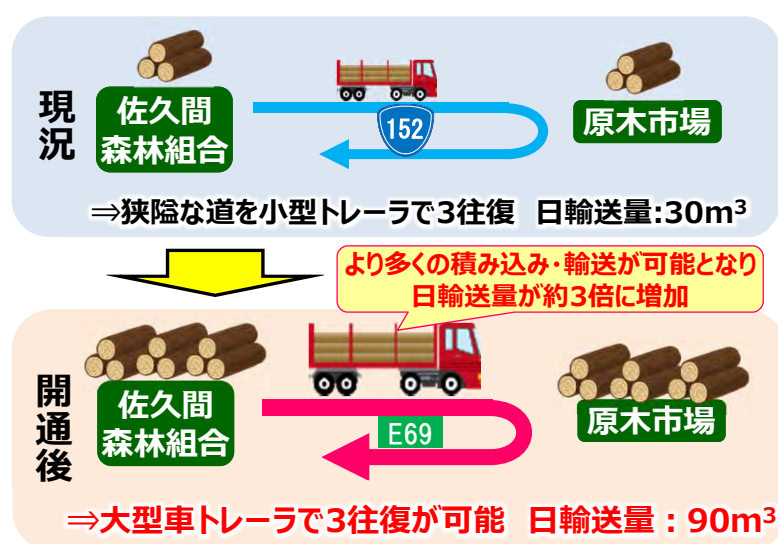 現況
佐久間
森林組合
152
原木市場
⇒狭隘な道を小型トレーラで3往復 日輸送量:30m³
より多くの積み込み・輸送が可能となり
日輸送量が約3倍に増加
開通後
佐久間
森林組合
E69
原木市場
⇒大型車トレーラで3往復が可能 日輸送量：90m³